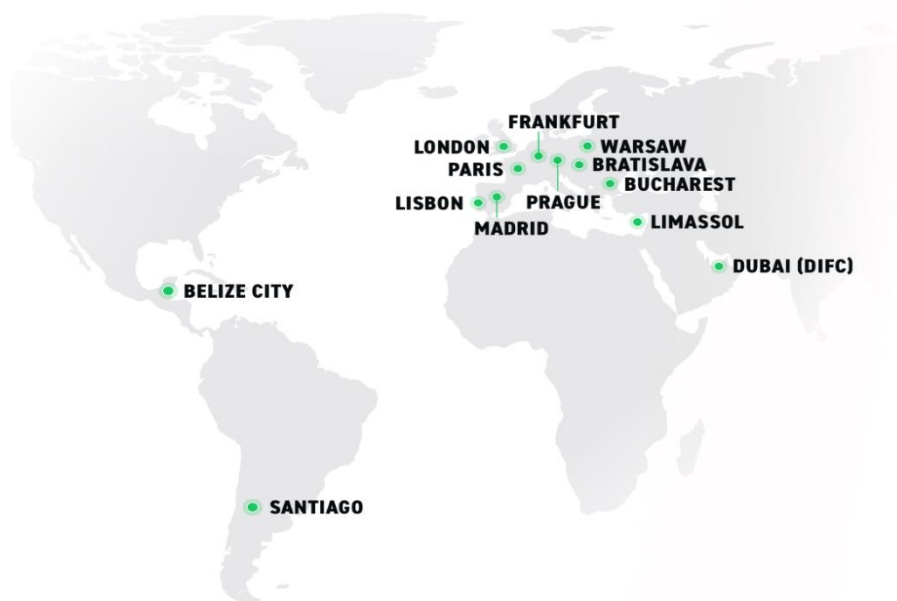 FRANKFURT
LONDON
WARSAW
PARIS
BRATISLAVA
BUCHAREST
LISBON
PRAGUE
MADRID
LIMASSOL
DUBAI (DIFC)
BELIZE CITY
SANTIAGO